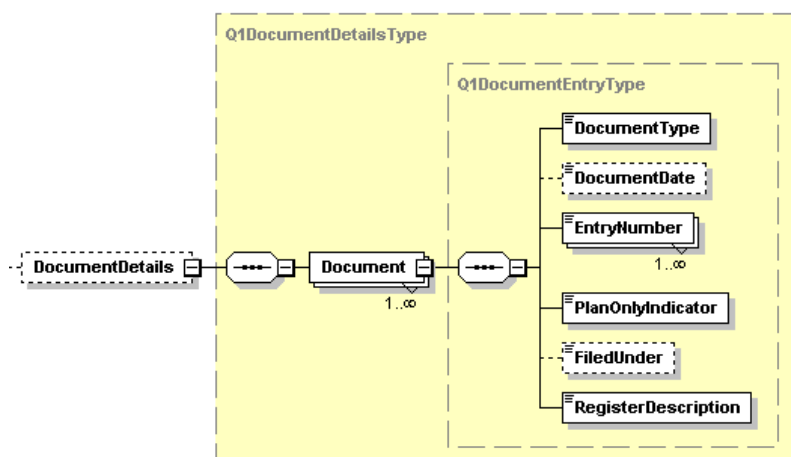 Q1DocumentDetailsType
Q1DocumentEntryType
DocumentType
DocumentDate
EntryNumber
1..∞
DocumentDetails
Document
1..∞
PlanOnlyIndicator
FiledUnder
RegisterDescription